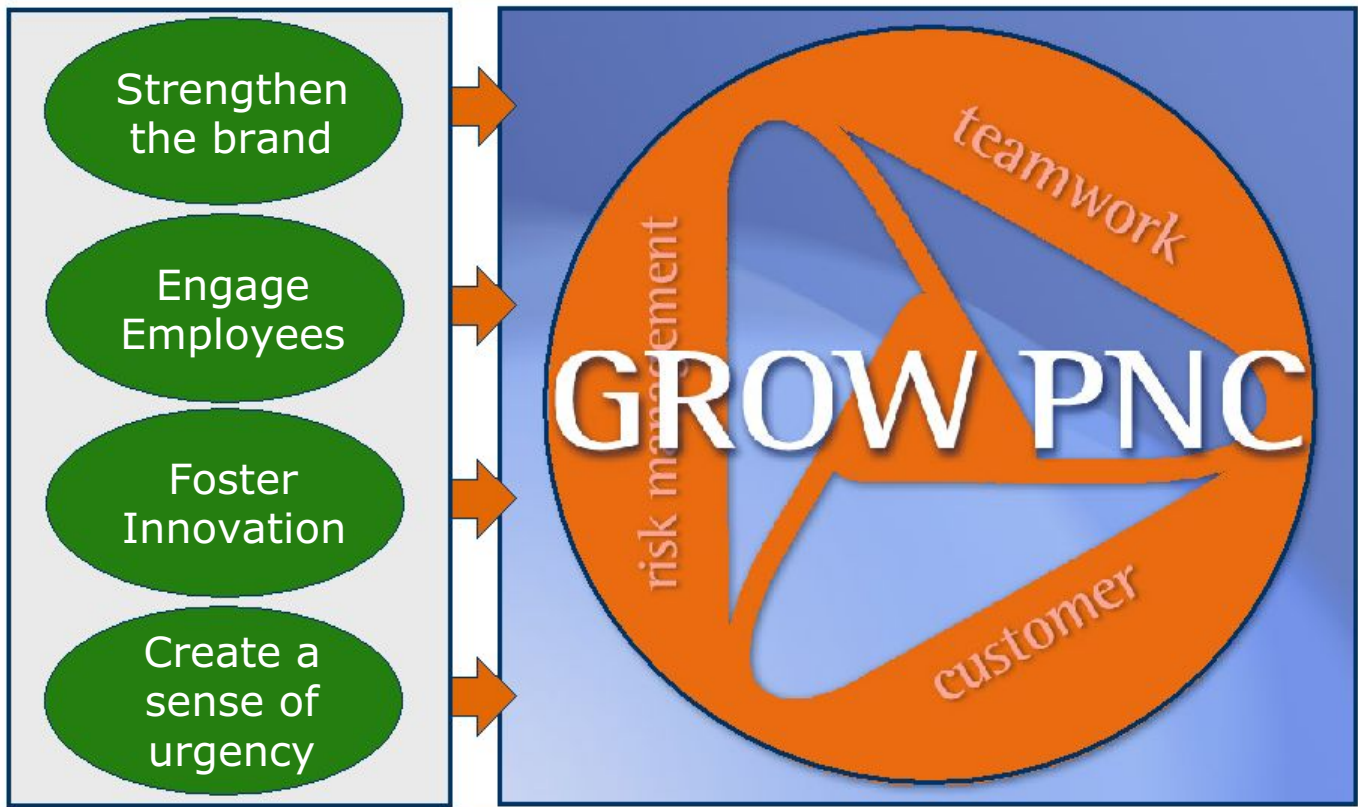 Strengthen
the brand
Engage
Employees
Foster
Innovation
Create a
sense of
urgency
teamwork
risk management
GROW PNC
customer